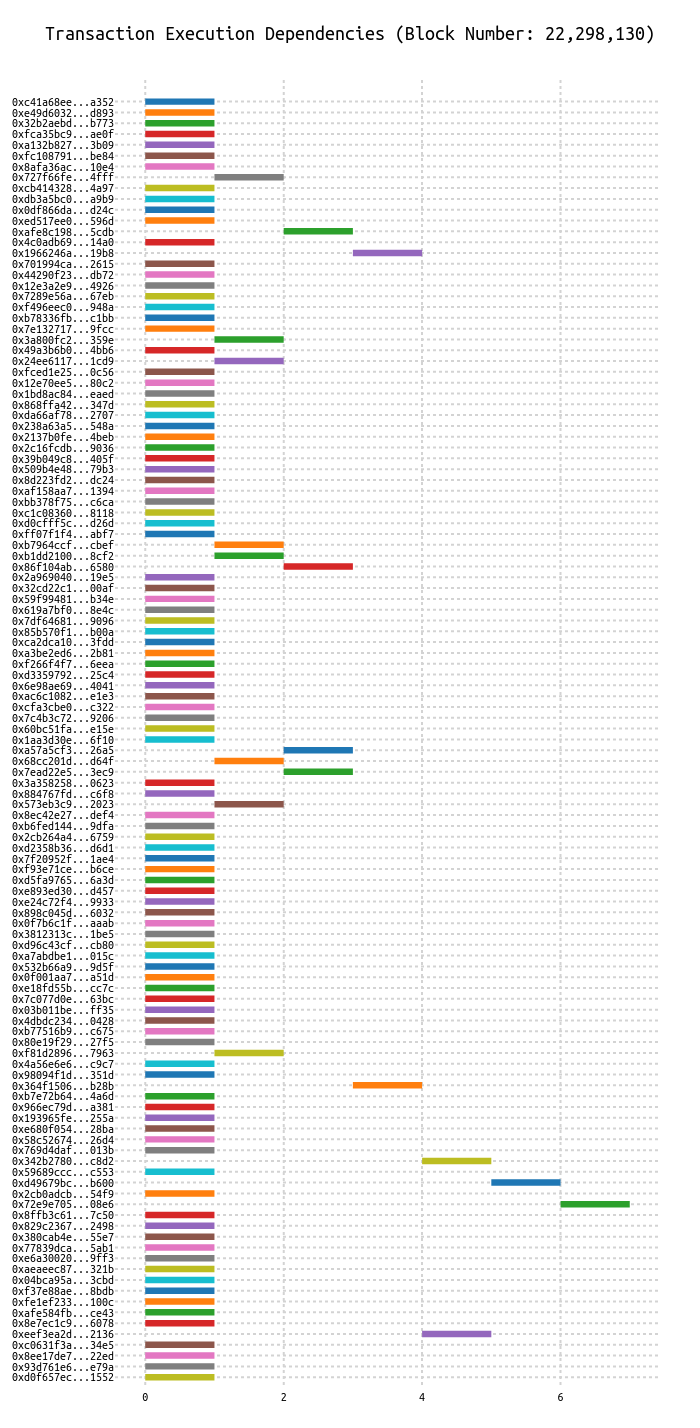 Transaction Execution Dependencies (Block Number: 22,298,130)
0xc41a68ee...a352
0xe49d6032...d893
0x32b2aebd...b773
0xfca35bc9...ae0f
0xa132b827...3b09
0xfc108791...be84
0x8afa36ac...10e4
0x727f66fe...4fff
0xcb414328...4a97
0xdb3a5bc0...a9b9
0x0df866da...d24c
0xed517ee0...596d
0xafe8c198...5cdb
0x4c0adb69...14a0
0x1966246a...19b8
0x701994ca...2615
0x44290f23...db72
0x12e3a2e9...4926
0x7289e56a...67eb
0xf496eec0...948a
0xb78336fb...c1bb
0x7e132717...9fcc
0x3a800fc2...359e
0x49a3b6b0...4bb6
0x24ee6117...1cd9
0xfced1e25...0c56
0x12e70ee5...80c2
0x1bd8ac84...eaed
0x868ffa42...347d
0xda66af78...2707
0x238a63a5...548a
0x2137b0fe...4beb
0x2c16fcdb...9036
0x39b049c8...405f
0x509b4e48...79b3
0x8d223fd2...dc24
0xaf158aa7...1394
0xbb378f75...c6ca
0xc1c08360...8118
0xd0cfff5c...d26d
0xff07f1f4...abf7
0xb7964ccf...cbef
0xb1dd2100...8cf2
0x86f104ab...6580
0x2a969040...19e5
0x32cd22c1...00af
0x59f99481...b34e
0x619a7bf0...8e4c
0x7df64681...9096
0x85b570f1...b00a
0xca2dca10...3fdd
0xa3be2ed6...2b81
0xf266f4f7...6eea
0xd3359792...25c4
0x6e98ae69...4041
0xac6c1082...e1e3
0xcfa3cbe0...c322
0x7c4b3c72...9206
0x60bc51fa...e15e
0x1aa3d30e...6f10
0xa57a5cf3...26a5
0x68cc201d...d64f
0x7ead22e5...3ec9
0x3a358258...0623
0x884767fd...c6f8
0x573eb3c9...2023
0x8ec42e27...def4
0xb6fed144...9dfa
0x2cb264a4...6759
0xd2358b36...d6d1
0x7f20952f...1ae4
0xf93e71ce...b6ce
0xd5fa9765...6a3d
0xe893ed30...d457
0xe24c72f4...9933
0x898c045d...6032
0x0f7b6c1f...aaab
0x3812313c...1be5
0xd96c43cf...cb80
0xa7abdbe1...015c
0x532b66a9...9d5f
0x0f001aa7...a51d
0xe18fd55b...cc7c
0x7c077d0e...63bc
0x03b011be...ff35
0x4dbdc234...0428
0xb77516b9...c675
0x80e19f29...27f5
0xf81d2896...7963
0x4a56e6e6...c9c7
0x98094f1d...351d
0x364f1506...b28b
0xb7e72b64...4a6d
0x966ec79d...a381
0x193965fe...255a
0xe680f054...28ba
0x58c52674...26d4
0x769d4daf...013b
0x342b2780...c8d2
0x59689ccc...c553
0xd49679bc...b600
0x2cb0adcb...54f9
0x72e9e705...08e6
0x8ffb3c61...7c50
0x829c2367...2498
0x380cab4e...55e7
0x77839dca...5ab1
0xe6a30020...9ff3
0xaeaeec87...321b
0x04bca95a...3cbd
0xf37e88ae...8bdb
0xfe1ef233...100c
0xafe584fb...ce43
0x8e7ec1c9...6078
0xeef3ea2d...2136
0xc0631f3a...34e5
0x8ee17de7...22ed
0x93d761e6...e79a
0xd0f657ec...1552
0 2 4 6